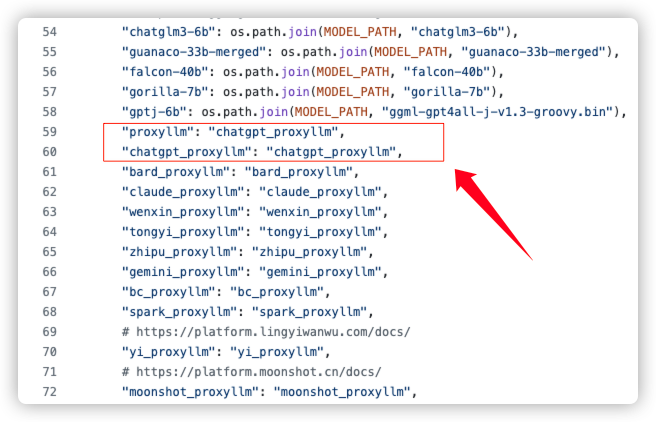 54 "chatglm3-6b": os.path.join(MODEL_PATH, "chatglm3-6b"),
55 "guanaco-33b-merged": os.path.join(MODEL_PATH, "guanaco-33b-merged"),
56 "falcon-40b": os.path.join(MODEL_PATH, "falcon-40b"),
57 "gorilla-7b": os.path.join(MODEL_PATH, "gorilla-7b"),
58 "gptj-6b": os.path.join(MODEL_PATH, "ggml-gpt4all-j-v1.3-groovy.bin"),
59 "proxyllm": "chatgpt_proxyllm",
60 "chatgpt_proxyllm": "chatgpt_proxyllm",
61 "bard_proxyllm": "bard_proxyllm",
62 "claude_proxyllm": "claude_proxyllm",
63 "wenxin_proxyllm": "wenxin_proxyllm",
64 "tongyi_proxyllm": "tongyi_proxyllm",
65 "zhipu_proxyllm": "zhipu_proxyllm",
66 "gemini_proxyllm": "gemini_proxyllm",
67 "bc_proxyllm": "bc_proxyllm",
68 "spark_proxyllm": "spark_proxyllm",
69 # https://platform.lingyiwanwu.com/docs/
70 "yi_proxyllm": "yi_proxyllm",
71 # https://platform.moonshot.cn/docs/
72 "moonshot_proxyllm": "moonshot_proxyllm",